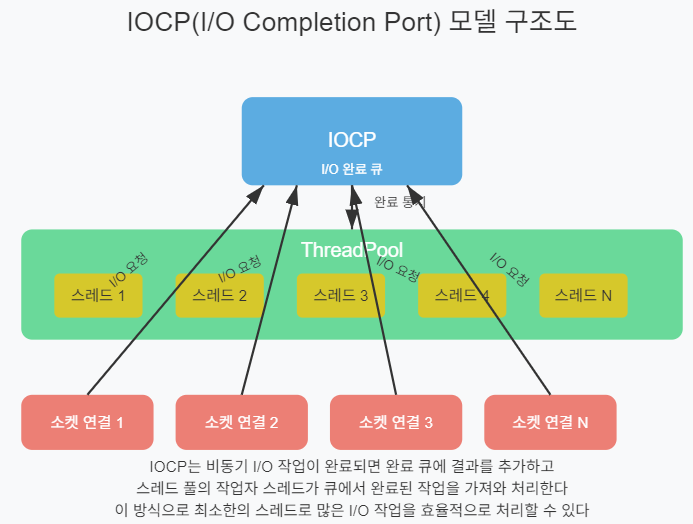 IOCP(I/O Completion Port) 모델 구조도
IOCP
I/O 완료 큐
완료 통지
ThreadPool
I/O 요청
I/O 요청
I/O 요청
I/O 요청
스레드 1
스레드 2
스레드 3
스레드 4
스레드 N
소켓 연결 1
소켓 연결 2
소켓 연결 3
소켓 연결 N
IOCP는 비동기 I/O 작업이 완료되면 완료 큐에 결과를 추가하고
스레드 풀의 작업자 스레드가 큐에서 완료된 작업을 가져와 처리한다
이 방식으로 최소한의 스레드로 많은 I/O 작업을 효율적으로 처리할 수 있다